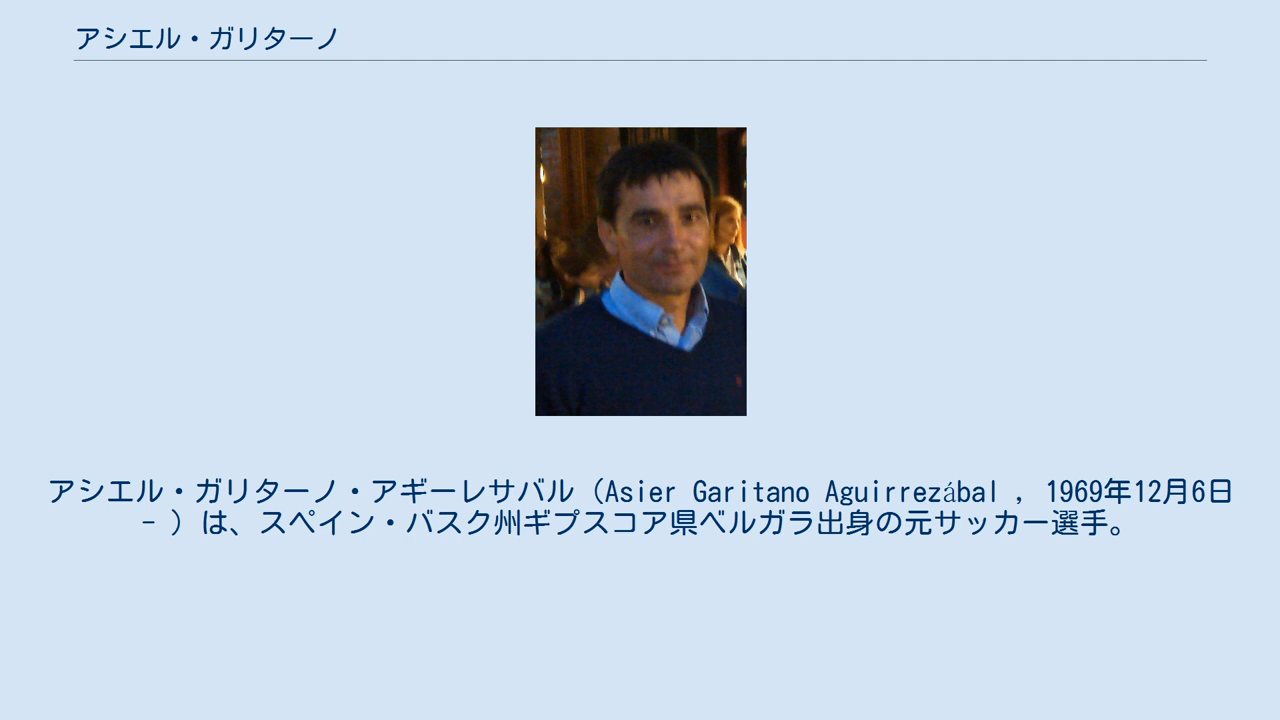 アシエル・ガリターノ
アシエル・ガリターノ・アギーレサバル（Asier Garitano Aguirrezábal , 1969年12月6日
- ）は、スペイン・バスク州ギプスコア県ベルガラ出身の元サッカー選手。